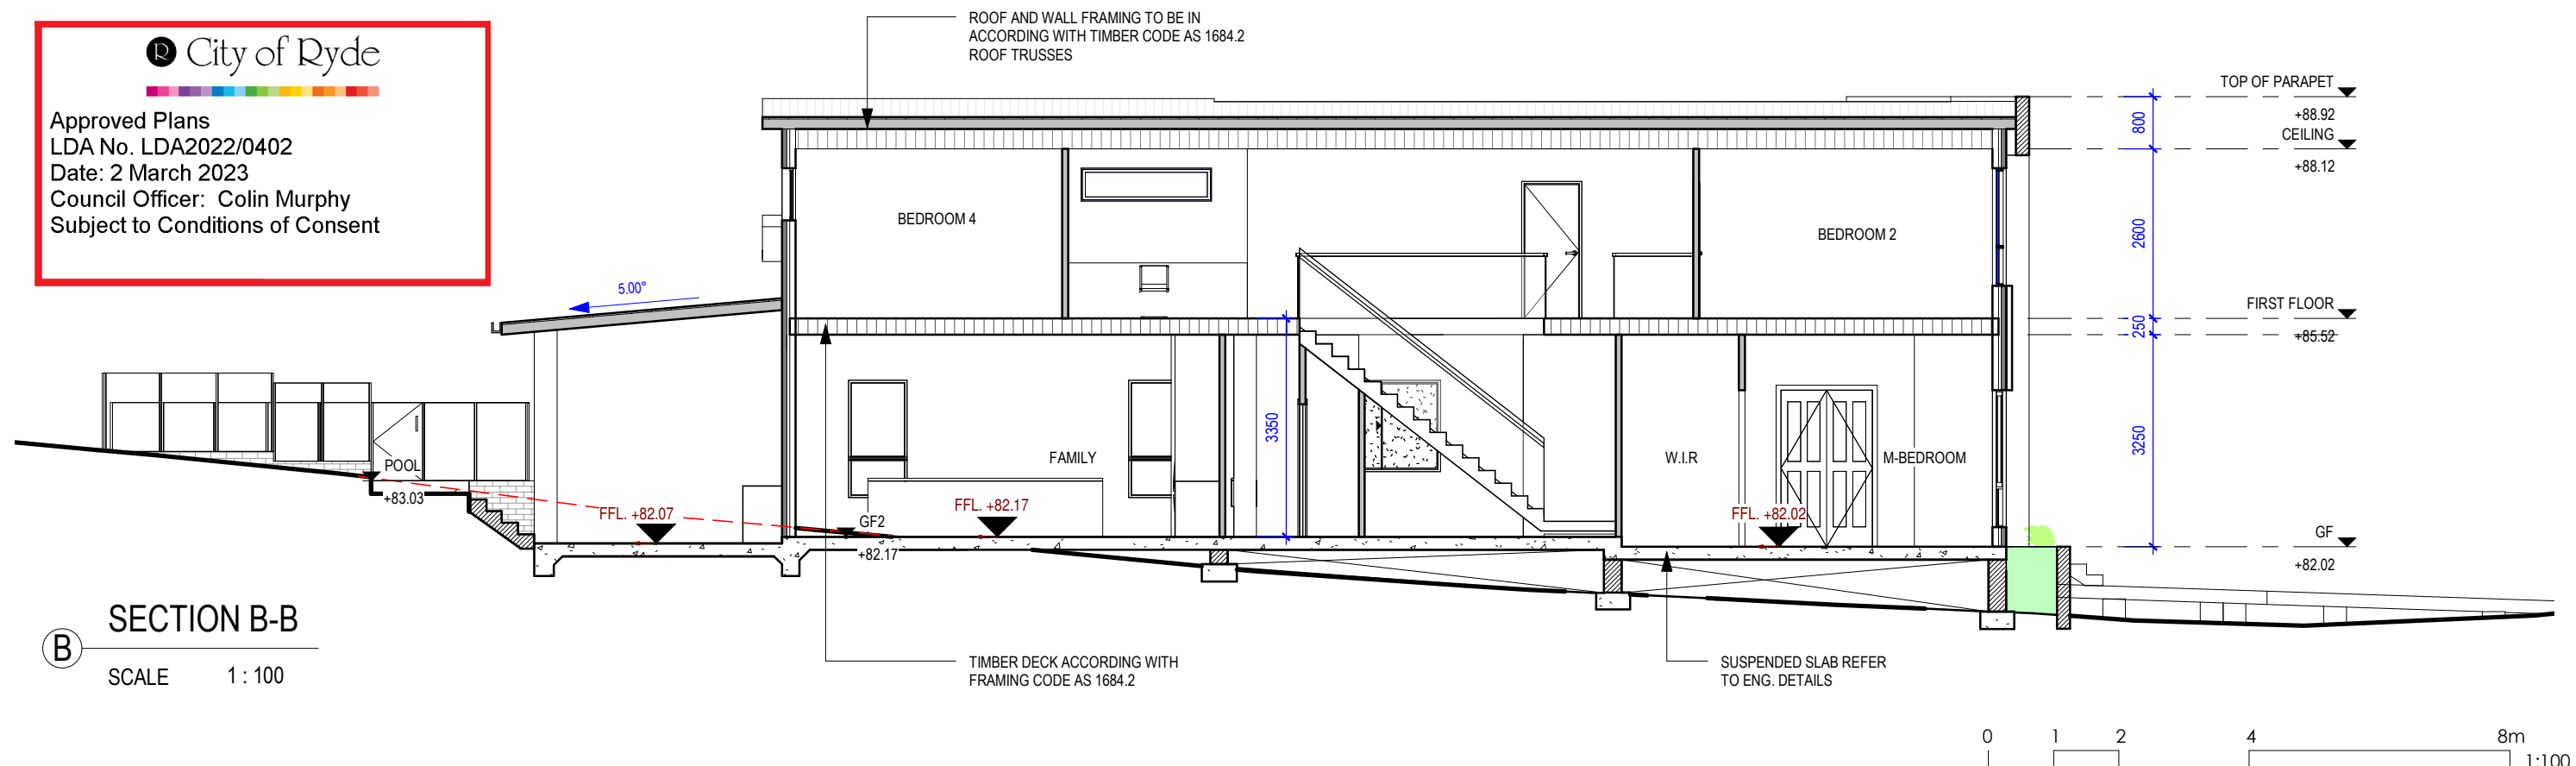 R City of Ryde
Approved Plans
LDA No. LDA2022/0402
Date: 2 March 2023
Council Officer:  Colin Murphy
Subject to Conditions of Consent
ROOF AND WALL FRAMING TO BE IN
ACCORDING WITH TIMBER CODE AS 1684.2
ROOF TRUSSES
TOP OF PARAPET
+88.92
CEILING
+88.12
800
2600
250
3250
BEDROOM 4
BEDROOM 2
5.00°
FIRST FLOOR
+85.52
3350
POOL
+83.03
FAMILY
W.I.R
M-BEDROOM
FFL. +82.07
GF2
+82.17
FFL. +82.17
FFL. +82.02
GF
+82.02
SECTION B-B
B
SCALE 1 : 100
TIMBER DECK ACCORDING WITH
FRAMING CODE AS 1684.2
SUSPENDED SLAB REFER
TO ENG. DETAILS
0 1 2 4 8m
1:100